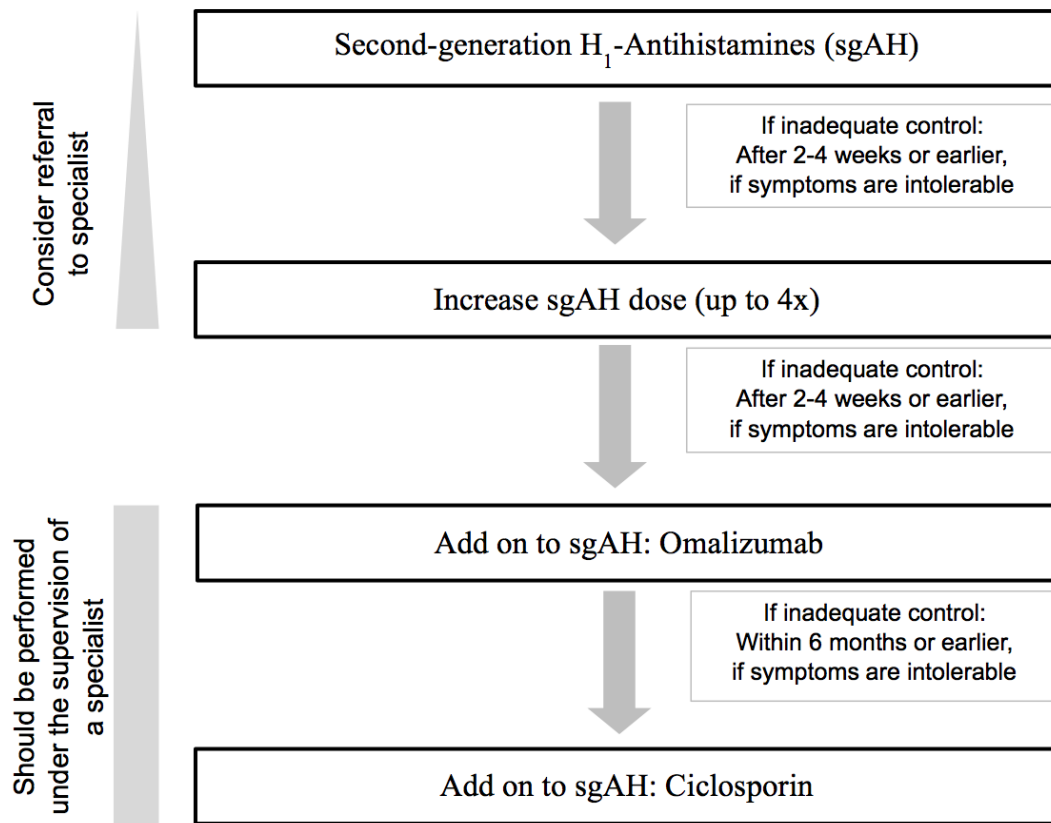 Second-generation H₁-Antihistamines (sgAH)
If inadequate control:
After 2-4 weeks or earlier,
if symptoms are intolerable
Consider referral
to specialist
Increase sgAH dose (up to 4x)
If inadequate control:
After 2-4 weeks or earlier,
if symptoms are intolerable
Add on to sgAH: Omalizumab
If inadequate control:
Within 6 months or earlier,
if symptoms are intolerable
Should be performed
under the supervision of
a specialist
Add on to sgAH: Ciclosporin